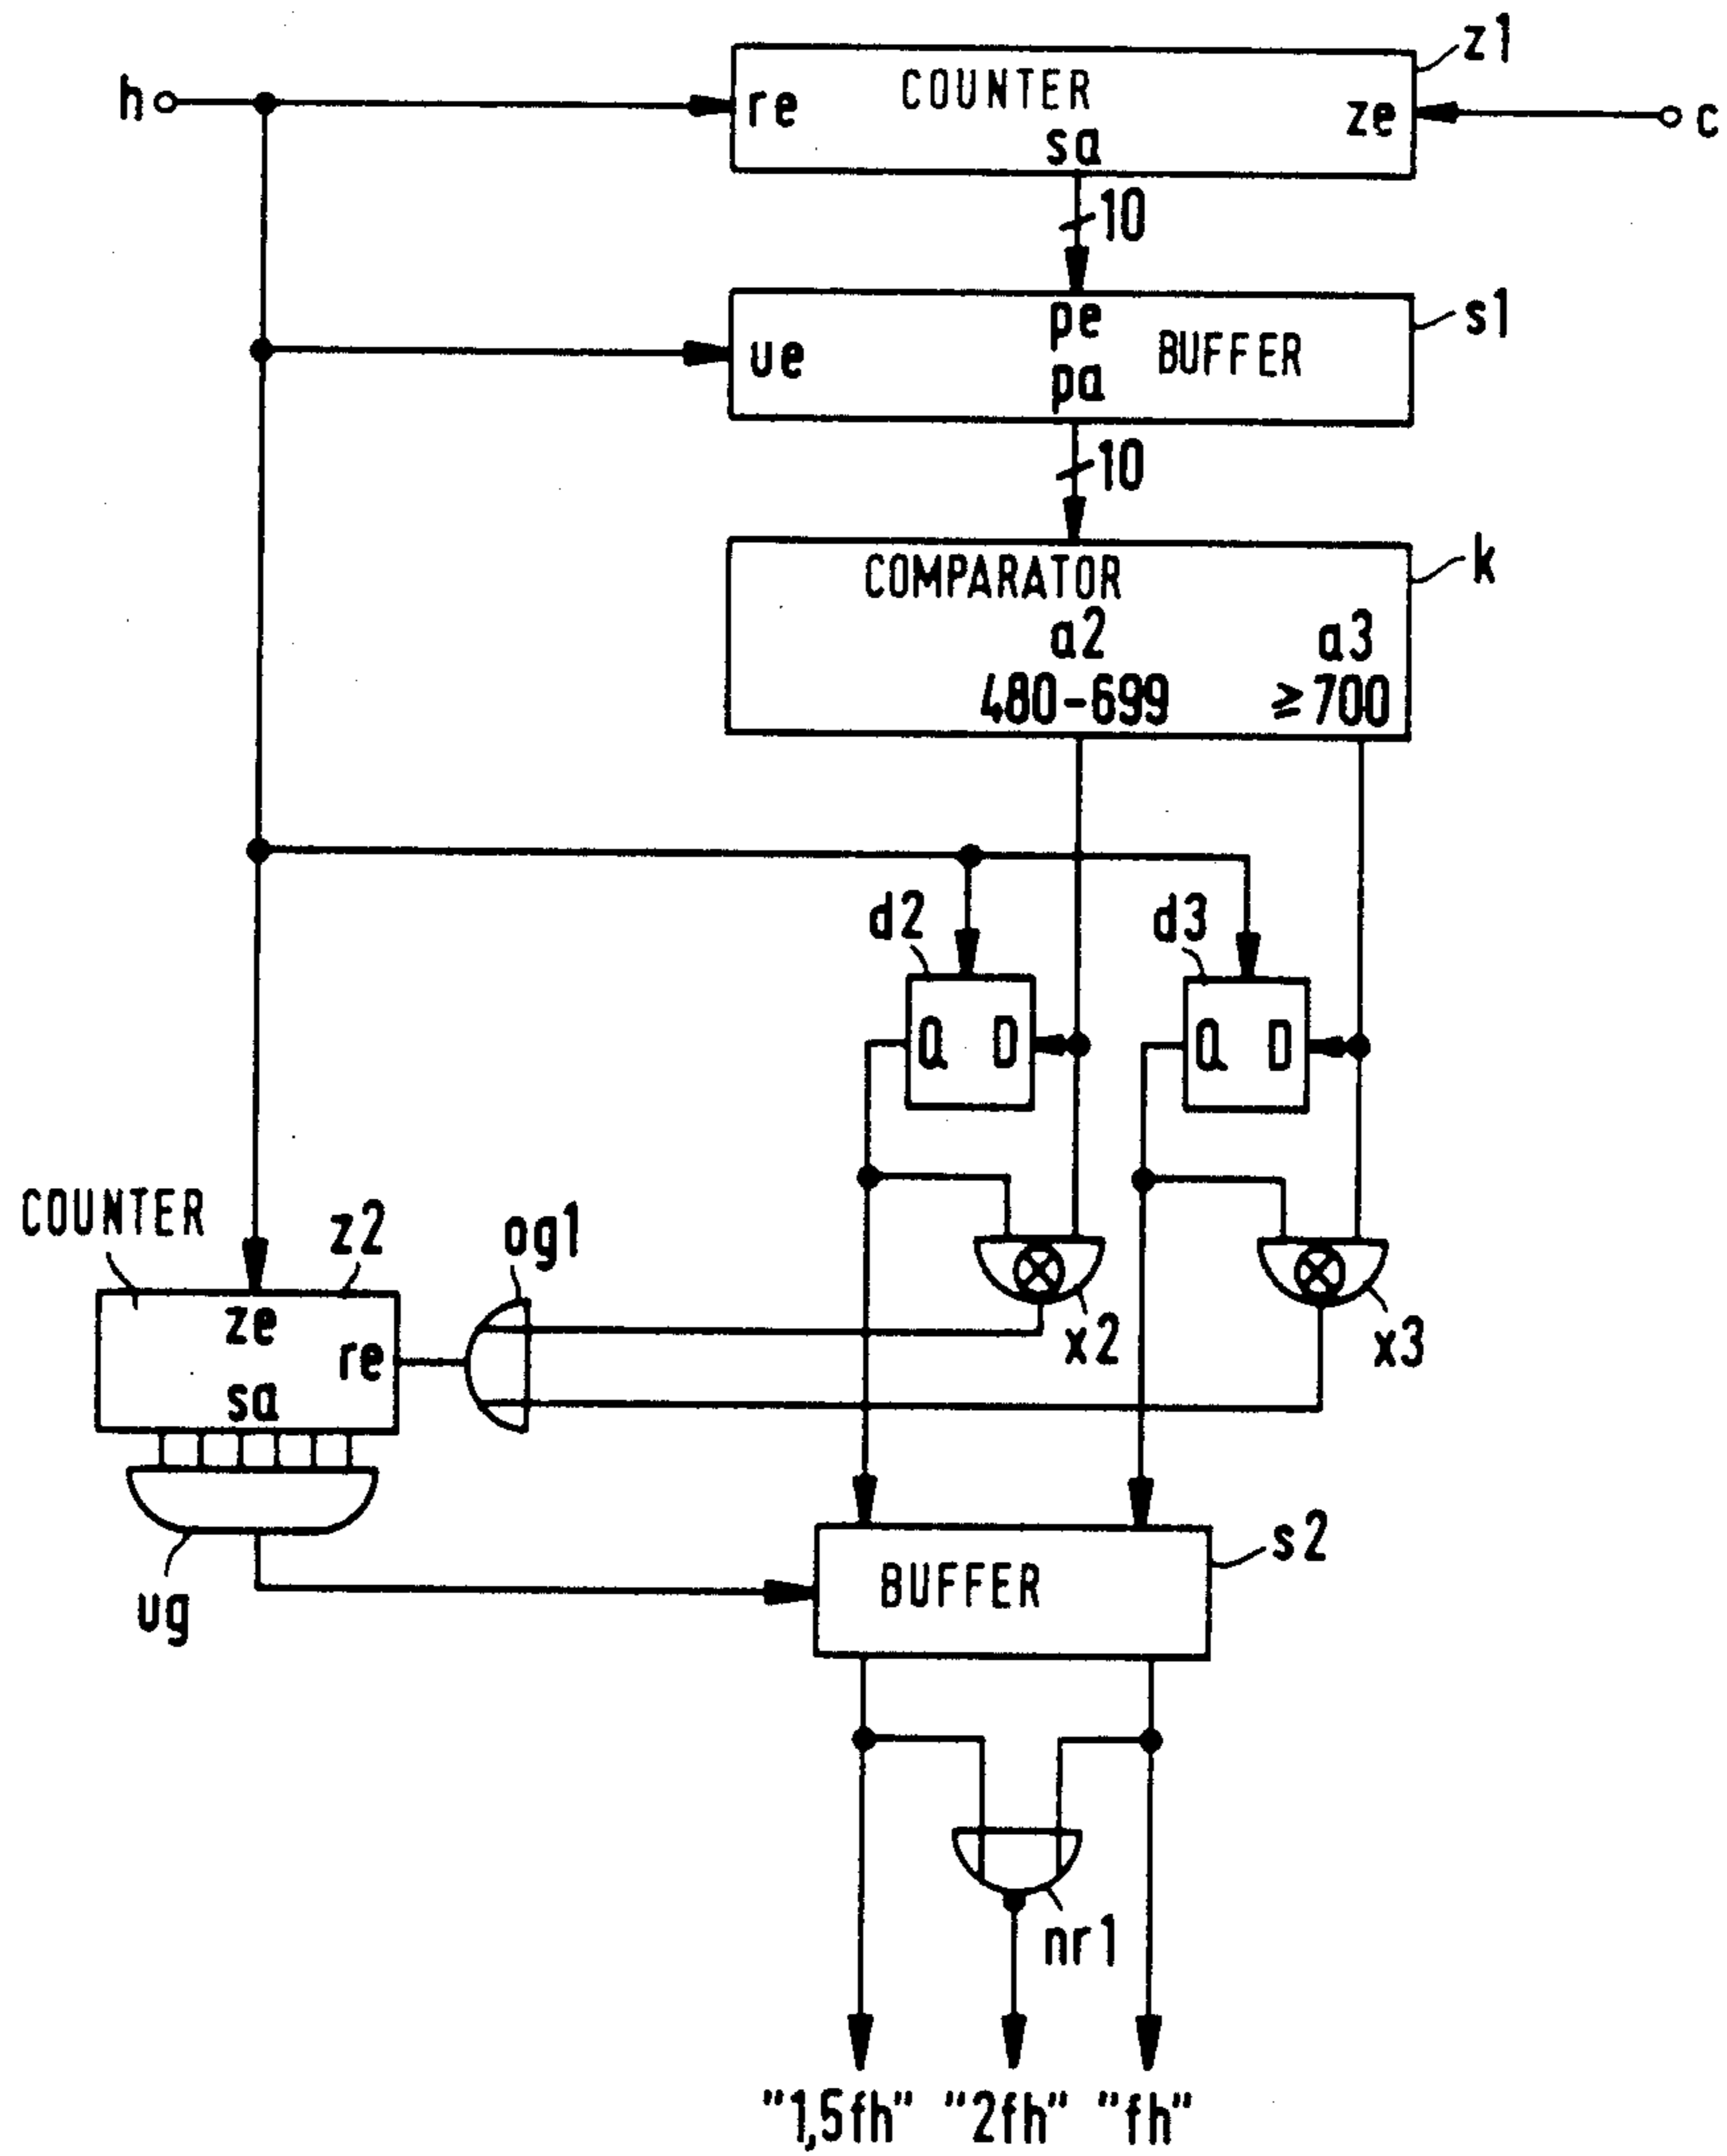 z1
h
COUNTER
re
ze
c
sa
10
s1
pe
ue
BUFFER
pa
10
k
COMPARATOR
a2
a3
480-699
≥700
d2
d3
Q D
Q D
COUNTER
z2
og1
ze
re
sa
x2
x3
s2
BUFFER
ug
nr1
"1,5fh" "2fh" "fh"